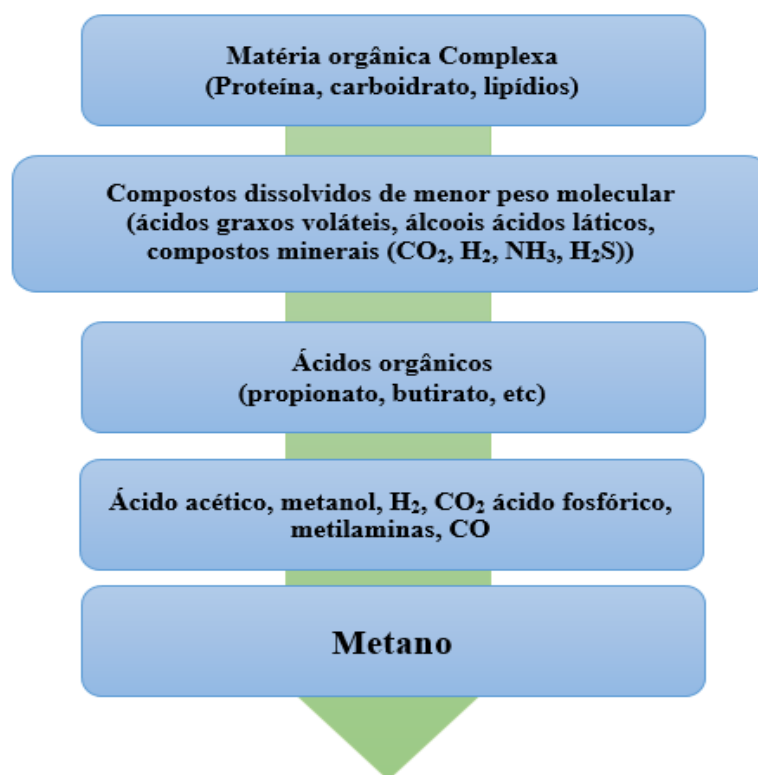 Matéria orgânica Complexa
(Proteína, carboidrato, lipídios)
Compostos dissolvidos de menor peso molecular
(ácidos graxos voláteis, álcoois ácidos láticos,
compostos minerais (CO₂, H₂, NH₃, H₂S))
Ácidos orgânicos
(propionato, butirato, etc)
Ácido acético, metanol, H₂, CO₂ ácido fosfórico,
metilaminas, CO
Metano